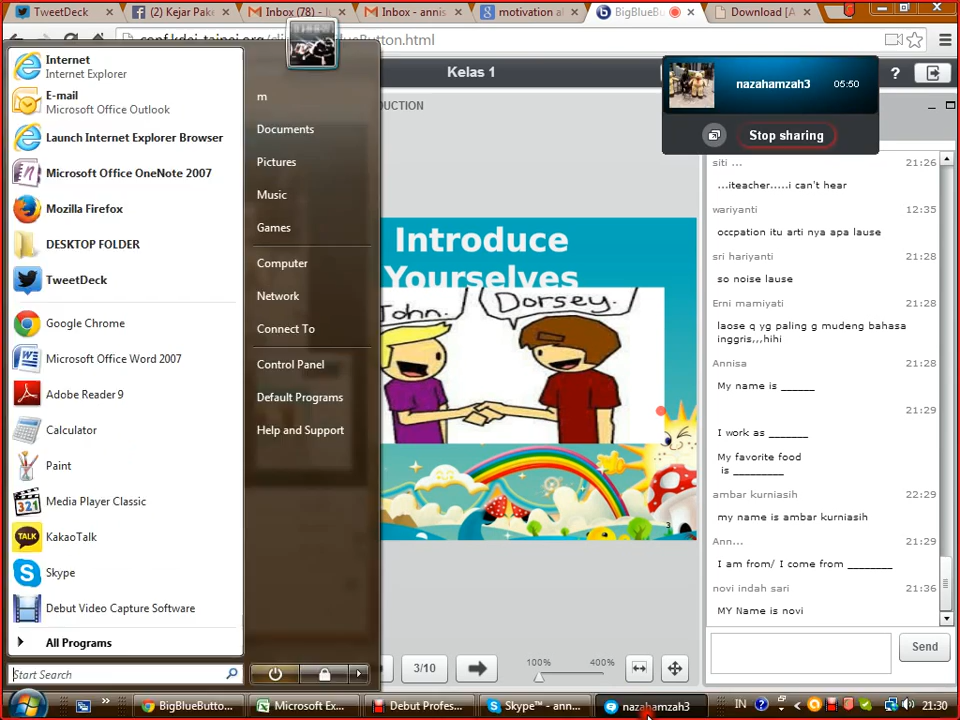 TweetDeck
(2) Kejar Pake
Inbox (78) - l
Inbox - annis
motivation al
BigBlueBu
Download [A
BlueButton.html
Internet
Internet Explorer
E-mail
Microsoft Office Outlook
Launch Internet Explorer Browser
Microsoft Office OneNote 2007
Mozilla Firefox
DESKTOP FOLDER
TweetDeck
Google Chrome
Microsoft Office Word 2007
Adobe Reader 9
Calculator
Paint
Media Player Classic
KakaoTalk
Skype
Debut Video Capture Software
All Programs
Start Search
m
Documents
Pictures
Music
Games
Computer
Network
Connect To
Control Panel
Default Programs
Help and Support
Kelas 1
DUCTION
Introduce
Yourselves
John.
Dorsey.
3
3/10
100%
400%
nazahamzah3
05:50
Stop sharing
?
siti ...
21:26
...iteacher.....i can't hear
wariyanti
12:35
occpation itu arti nya apa lause
sri hariyanti
21:28
so noise lause
Erni mamiyati
21:28
laose q yg paling g mudeng bahasa
inggris,,,hihi
Annisa
21:28
My name is ______
21:29
I work as _______
My favorite food
is _________
ambar kurniasih
22:29
my name is ambar kurniasih
Ann...
21:29
I am from/ I come from ________
novi indah sari
21:36
MY Name is novi
Send
BigBlueButto...
Microsoft Ex...
Debut Profes...
Skype™ - ann...
nazahamzah3
IN
21:30